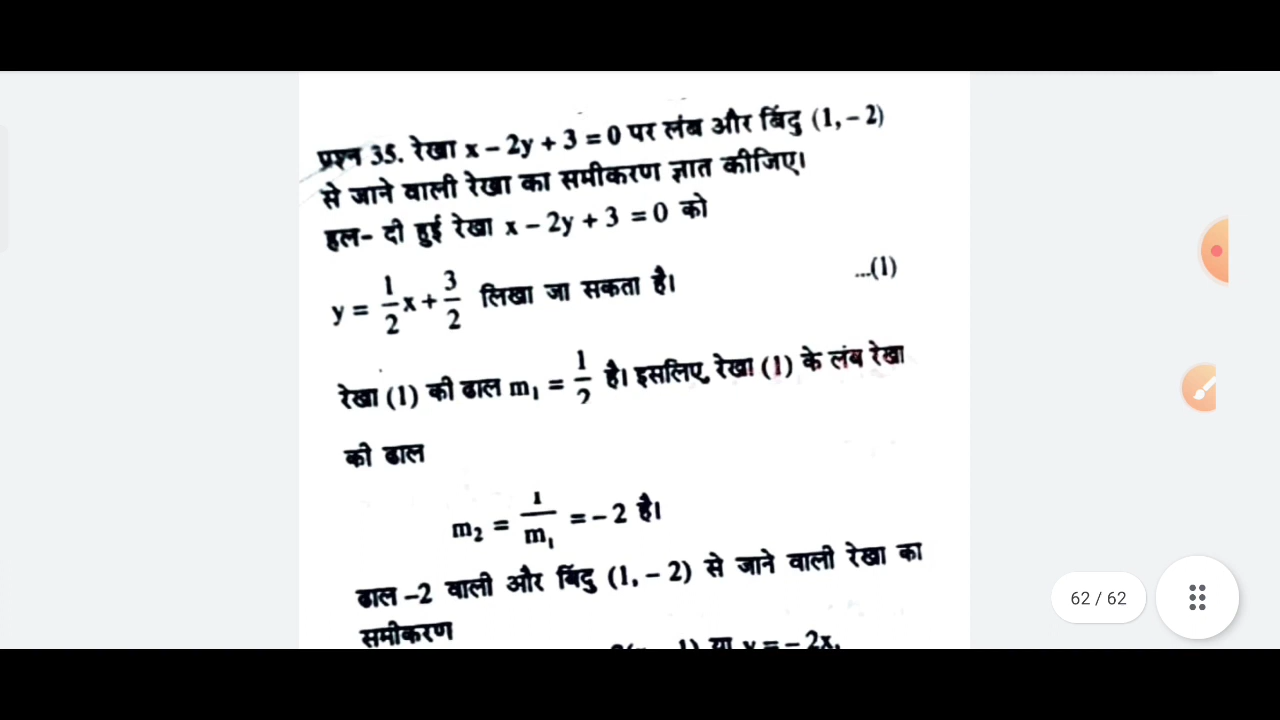 प्रश्न 35. रेखा x – 2y + 3 = 0 पर लंब और बिंदु (1, – 2)
से जाने वाली रेखा का समीकरण ज्ञात कीजिए।
हल- दी हुई रेखा x – 2y + 3 = 0 को
y = 1/2 x + 3/2 लिखा जा सकता है। ...(1)
रेखा (1) की ढाल m₁ = 1/2 है। इसलिए, रेखा (1) के लंब रेखा
की ढाल
m₂ = 1/m₁ = – 2 है।
ढाल –2 वाली और बिंदु (1, – 2) से जाने वाली रेखा का
समीकरण
1) या y = – 2x,
62 / 62